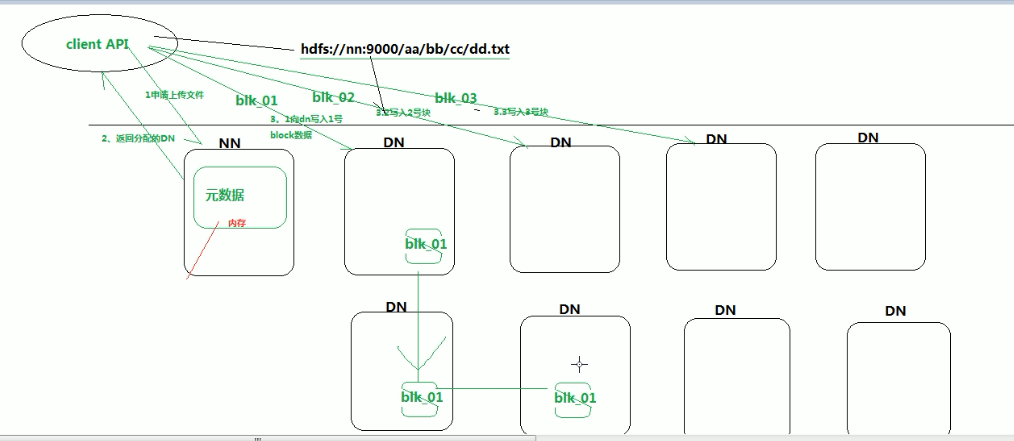 client API
hdfs://nn:9000/aa/bb/cc/dd.txt
1申请上传文件
blk_01
blk_02
blk_03
3、1向dn写入1号
block数据
3.2写入2号块
3.3写入3号块
2、返回分配的DN
NN
DN
DN
DN
DN
元数据
内存
blk_01
DN
DN
DN
DN
blk_01
blk_01